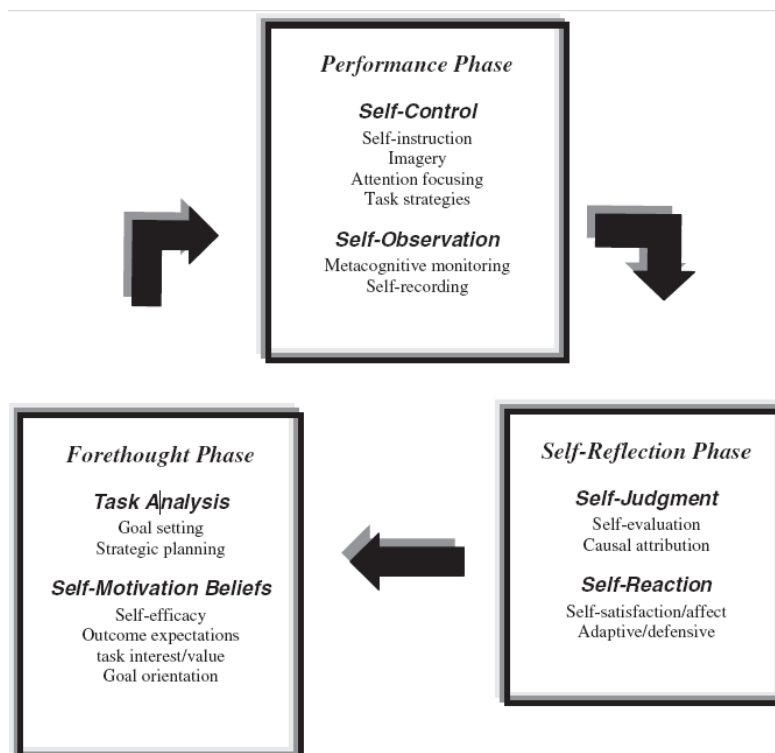 Performance Phase
Self-Control
Self-instruction
Imagery
Attention focusing
Task strategies
Self-Observation
Metacognitive monitoring
Self-recording
Forethought Phase
Task Analysis
Goal setting
Strategic planning
Self-Motivation Beliefs
Self-efficacy
Outcome expectations
task interest/value
Goal orientation
Self-Reflection Phase
Self-Judgment
Self-evaluation
Causal attribution
Self-Reaction
Self-satisfaction/affect
Adaptive/defensive